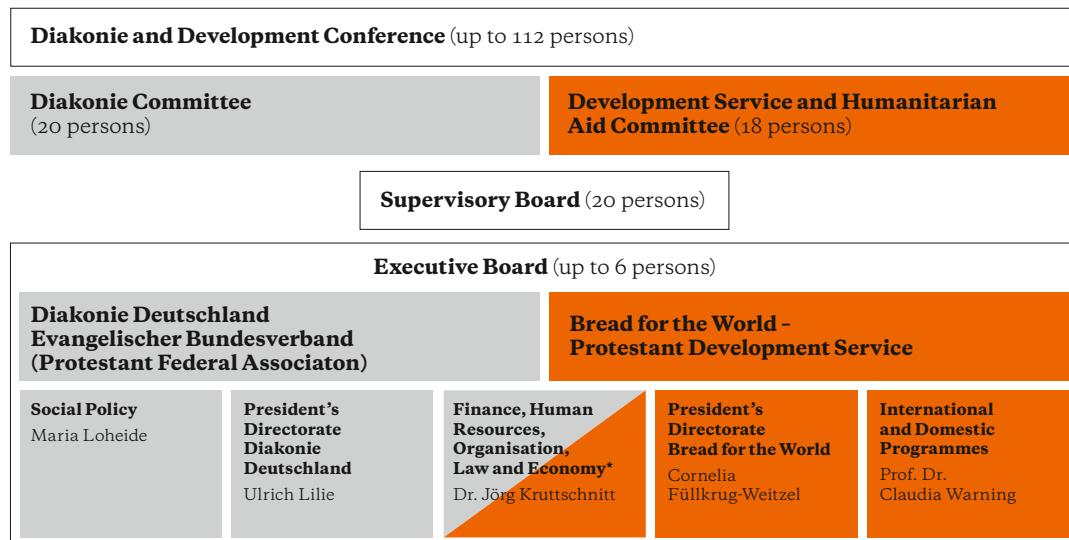 Diakonie and Development Conference (up to 112 persons)
Diakonie Committee
(20 persons)
Development Service and Humanitarian
Aid Committee (18 persons)
Supervisory Board (20 persons)
Executive Board (up to 6 persons)
Diakonie Deutschland
Evangelischer Bundesverband
(Protestant Federal Associaton)
Bread for the World –
Protestant Development Service
Social Policy
Maria Loheide
President's
Directorate
Diakonie
Deutschland
Ulrich Lilie
Finance, Human
Resources,
Organisation,
Law and Economy*
Dr. Jörg Kruttschnitt
President's
Directorate
Bread for the World
Cornelia
Füllkrug-Weitzel
International
and Domestic
Programmes
Prof. Dr.
Claudia Warning